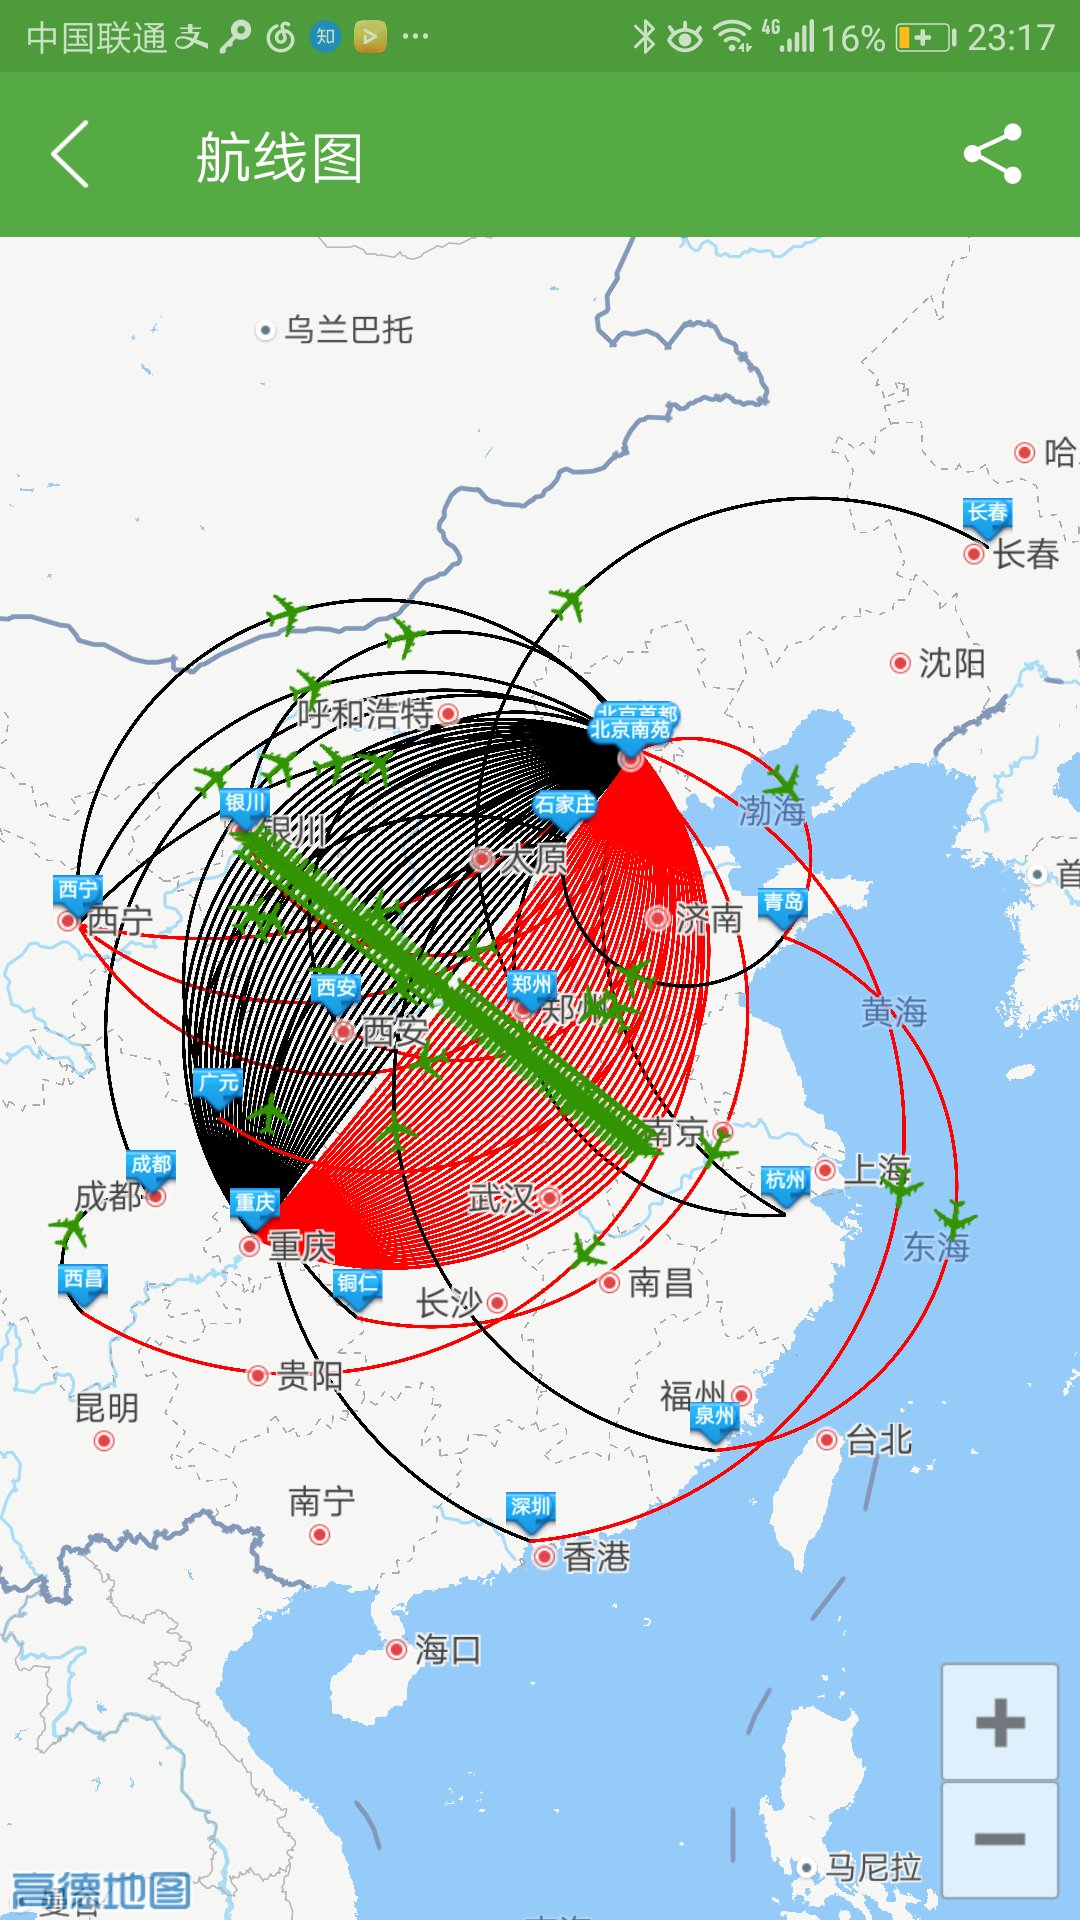 中国联通 支 知 ... 4G 16% 23:17
航线图
乌兰巴托
哈
长春
长春
沈阳
呼和浩特
北京首都
北京南苑
渤海
银川
银川
石家庄
太原
首
西宁
西宁
青岛
济南
西安
西安
郑州
郑州
黄海
广元
南京
成都
成都
上海
杭州
重庆
重庆
武汉
东海
西昌
铜仁
长沙
南昌
贵阳
昆明
福州
泉州
台北
南宁
深圳
香港
海口
马尼拉
高德地图